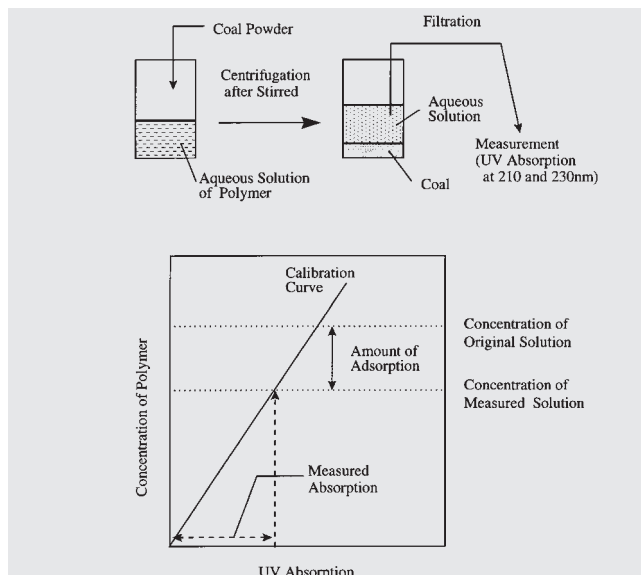 Coal Powder
Filtration
Centrifugation
after Stirred
Aqueous
Solution
Measurement
(UV Absorption
at 210 and 230nm)
Aqueous Solution
of Polymer
Coal
Calibration
Curve
Concentration of
Original Solution
Amount of
Adsorption
Concentration of
Measured Solution
Concentration of Polymer
Measured
Absorption
UV Absorption